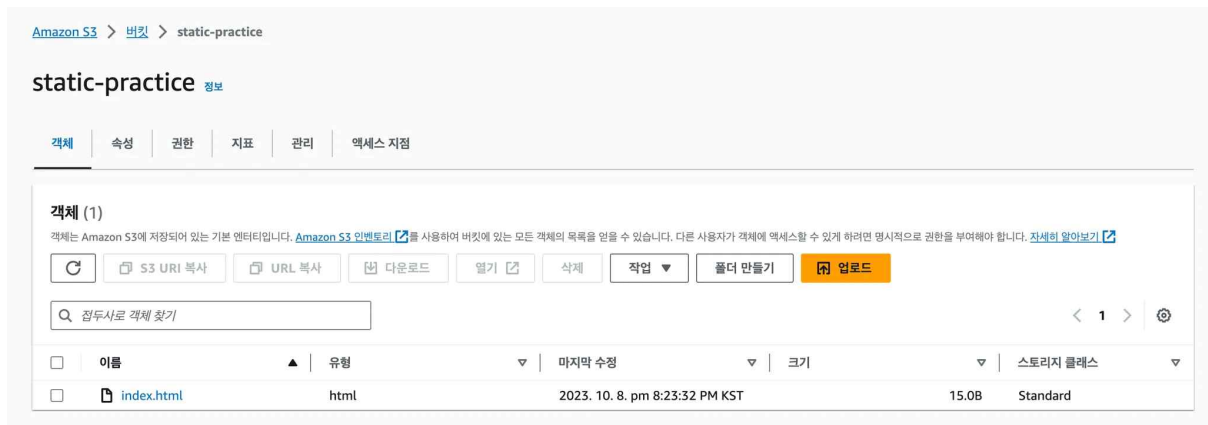 Amazon S3 > 버킷 > static-practice
static-practice 정보
객체 속성 권한 지표 관리 액세스 지점
객체 (1)
객체는 Amazon S3에 저장되어 있는 기본 엔터티입니다. Amazon S3 인벤토리 를 사용하여 버킷에 있는 모든 객체의 목록을 얻을 수 있습니다. 다른 사용자가 객체에 액세스할 수 있게 하려면 명시적으로 권한을 부여해야 합니다. 자세히 알아보기
S3 URI 복사 URL 복사 다운로드 열기 삭제 작업 ▼ 폴더 만들기 업로드
접두사로 객체 찾기 < 1 >
이름 ▲ 유형 ▽ 마지막 수정 ▽ 크기 ▽ 스토리지 클래스 ▽
index.html html 2023. 10. 8. pm 8:23:32 PM KST 15.0B Standard